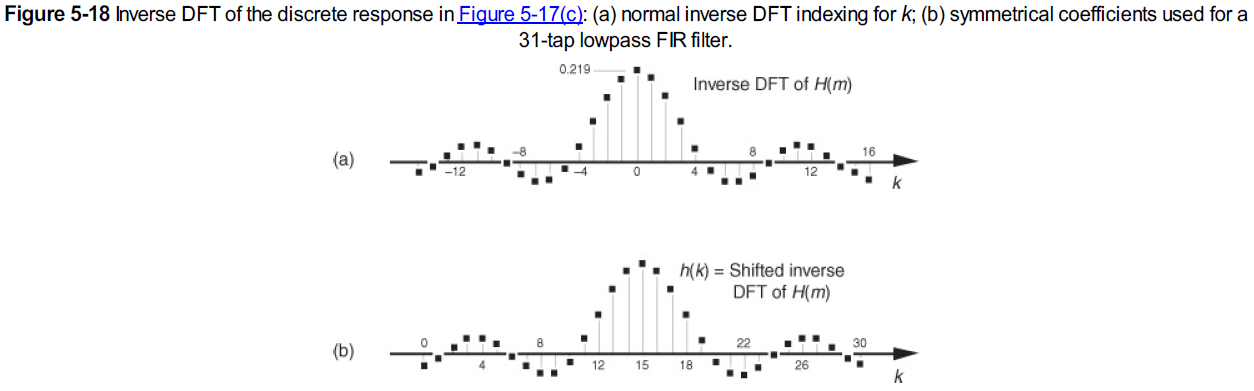 Figure 5-18 Inverse DFT of the discrete response in Figure 5-17(c): (a) normal inverse DFT indexing for k; (b) symmetrical coefficients used for a
31-tap lowpass FIR filter.
0.219
Inverse DFT of H(m)
(a)
–8 8 16
–12 –4 0 4 12
k
h(k) = Shifted inverse
DFT of H(m)
(b)
0 8 22 30
4 12 15 18 26
k